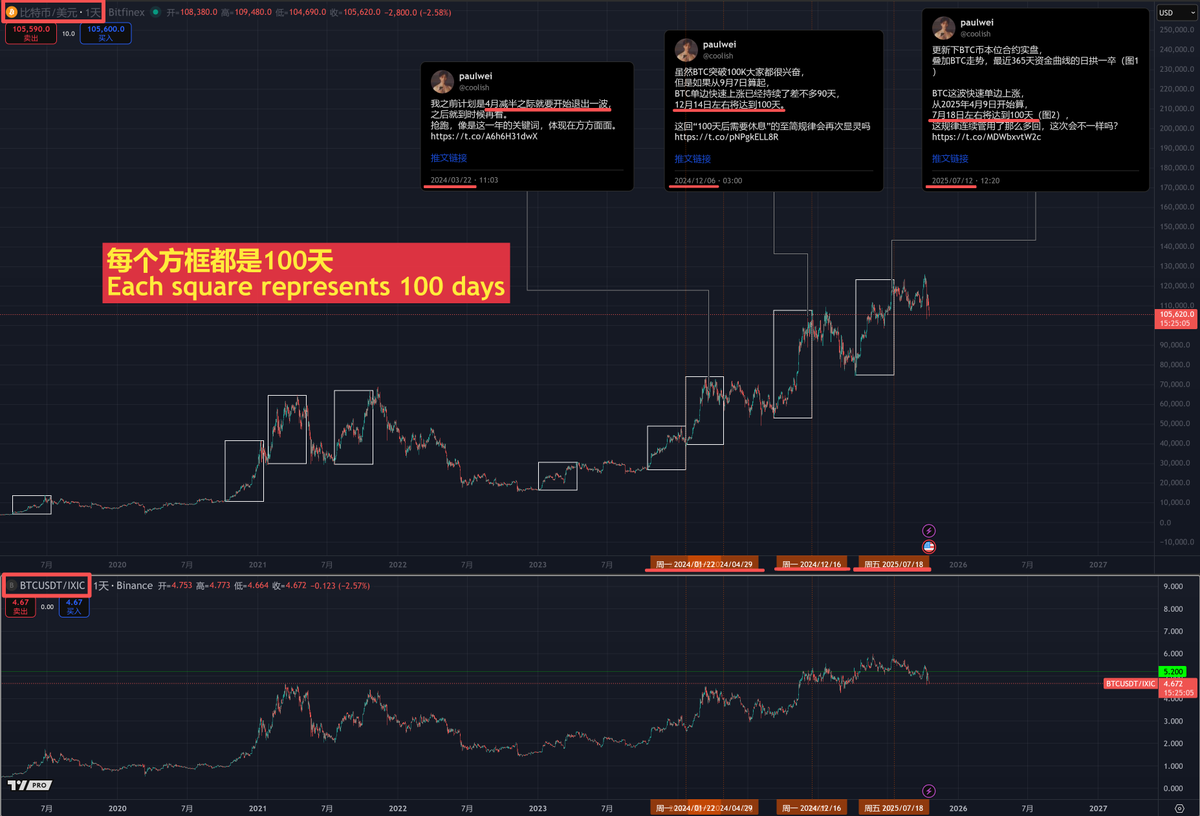 比特币/美元 · 1天 Bitfinex 开=108,380.0 高=109,480.0 低=104,690.0 收=105,620.0 −2,800.0 (−2.58%)
105,590.0
卖出
10.0
105,600.0
买入
paulwei
@coolish
我之前计划是4月减半之际就要开始退出一波,
之后就到时候再看。
抢跑,像是这一年的关键词,体现在方方面面。
https://t.co/A6h6H31dwX
推文链接
2024/03/22 · 11:03
paulwei
@coolish
虽然BTC突破100K大家都很兴奋,
但是如果从9月7日算起,
BTC单边快速上涨已经持续了差不多90天,
12月14日左右将达到100天。
这回“100天后需要休息”的至简规律会再次显灵吗
https://t.co/pNPgkELL8R
推文链接
2024/12/06 · 03:00
paulwei
@coolish
更新下BTC币本位合约实盘,
叠加BTC走势,最近365天资金曲线的日拱一卒(图1
)
BTC这波快速单边上涨,
从2025年4月9日开始算,
7月18日左右将达到100天(图2),
这规律连续管用了那么多回,这次会不一样吗?
https://t.co/MDWbxvtW2c
推文链接
2025/07/12 · 12:20
每个方框都是100天
Each square represents 100 days
USD
250,000.0
240,000.0
230,000.0
220,000.0
210,000.0
200,000.0
190,000.0
180,000.0
170,000.0
160,000.0
150,000.0
140,000.0
130,000.0
120,000.0
110,000.0
105,620.0
15:25:05
90,000.0
80,000.0
70,000.0
60,000.0
50,000.0
40,000.0
30,000.0
20,000.0
10,000.0
0.0
−10,000.0
7月 2020 7月 2021 7月 2022 7月 2023 7月 周一 2024/01/22 2024/04/29 周一 2024/12/16 周五 2025/07/18 2026 7月 2027
BTCUSDT/IXIC 1天 · Binance 开=4.753 高=4.773 低=4.664 收=4.672 −0.123 (−2.57%)
4.67
卖出
0.00
4.67
买入
9.000
8.000
7.000
6.000
5.200
BTCUSDT/IXIC 4.672
15:25:05
4.000
3.000
2.000
1.000
0.000
PRO
7月 2020 7月 2021 7月 2022 7月 2023 7月 周一 2024/01/22 2024/04/29 周一 2024/12/16 周五 2025/07/18 2026 7月 2027